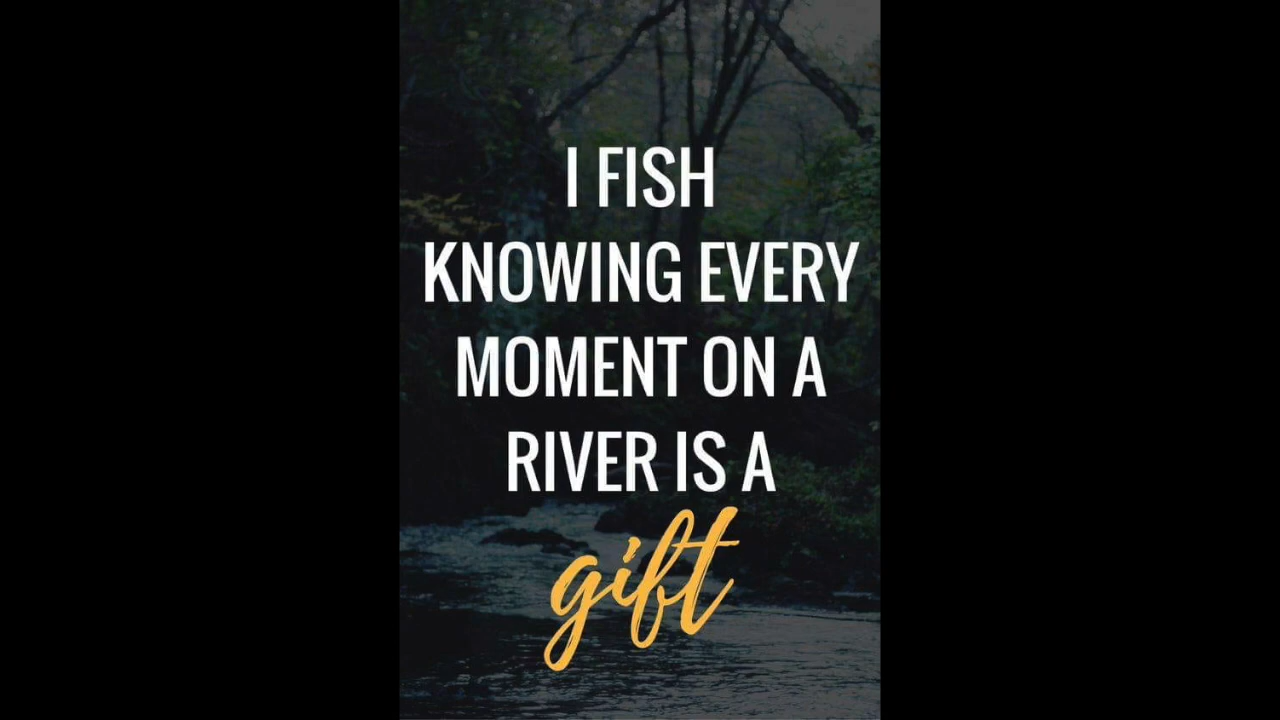 I FISH
KNOWING EVERY
MOMENT ON A
RIVER IS A
gift